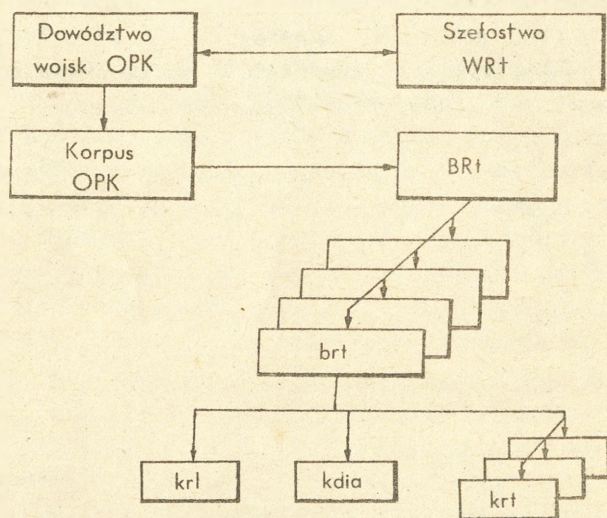 Dowództwo
wojsk OPK
Szefostwo
WRt
Korpus
OPK
BRt
brt
krl
kdia
krt